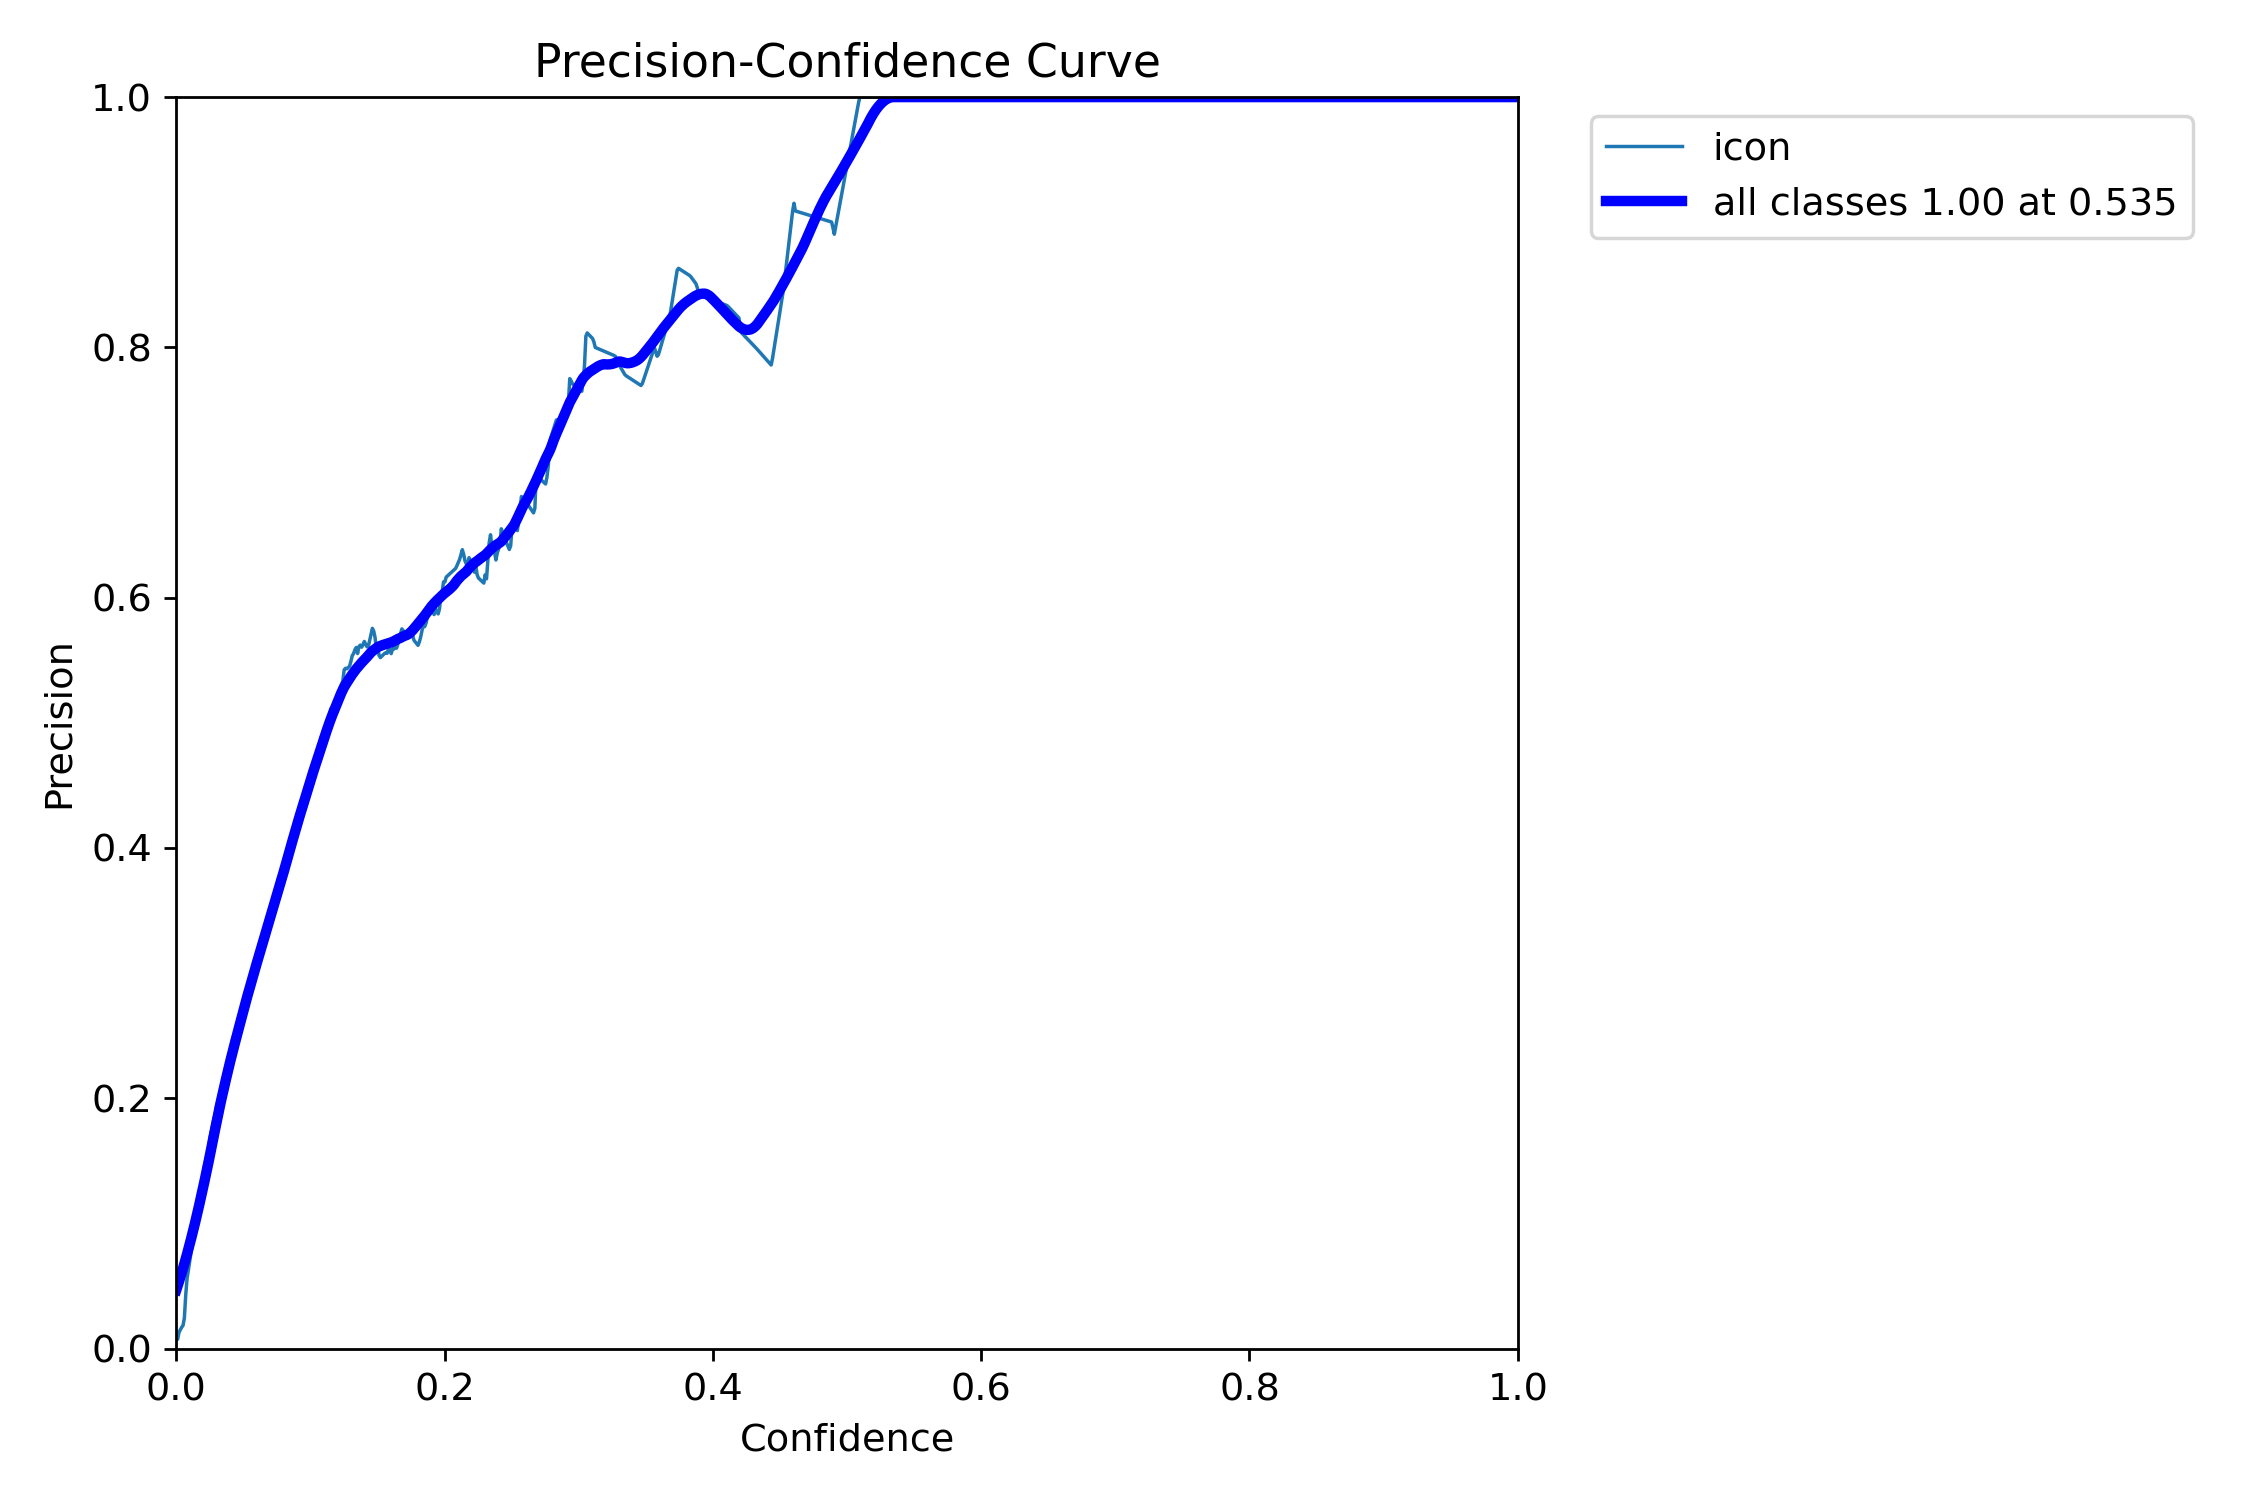 Precision-Confidence Curve
1.0
0.8
0.6
0.4
0.2
0.0
Precision
0.0 0.2 0.4 0.6 0.8 1.0
Confidence
icon
all classes 1.00 at 0.535